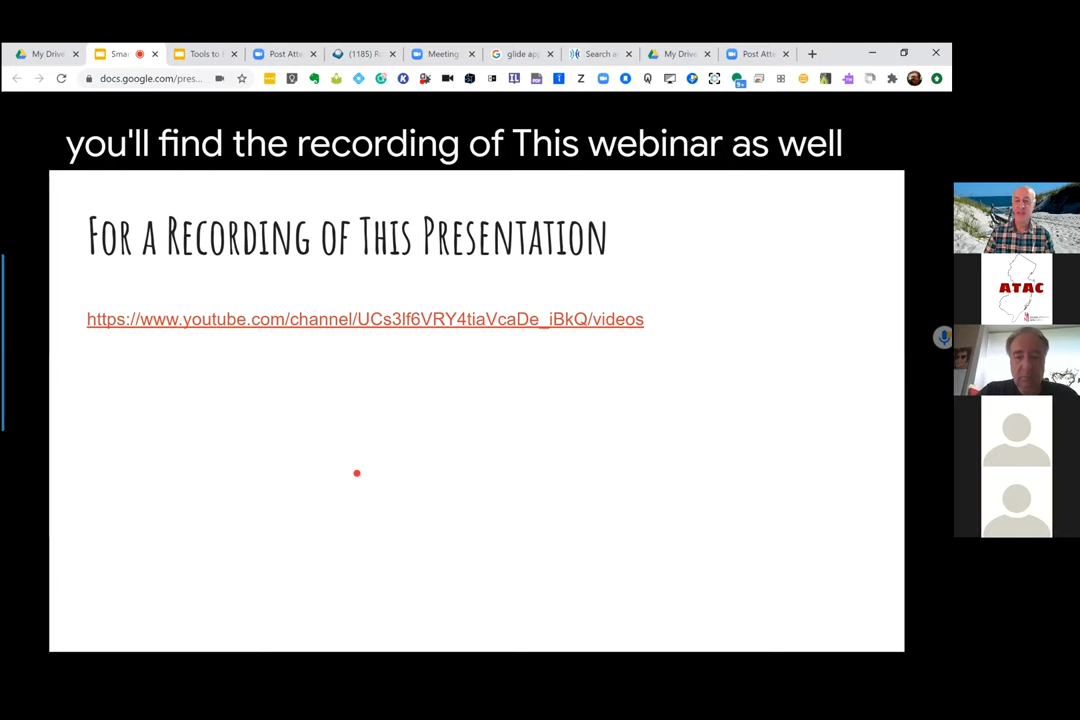 My Drive
Sma
Tools to
Post Atte
(1185) R
Meeting
glide app
Search a
My Drive
Post Atte
docs.google.com/pres...
you'll find the recording of This webinar as well
For a Recording of This Presentation
https://www.youtube.com/channel/UCs3lf6VRY4tiaVcaDe_iBkQ/videos
ATAC